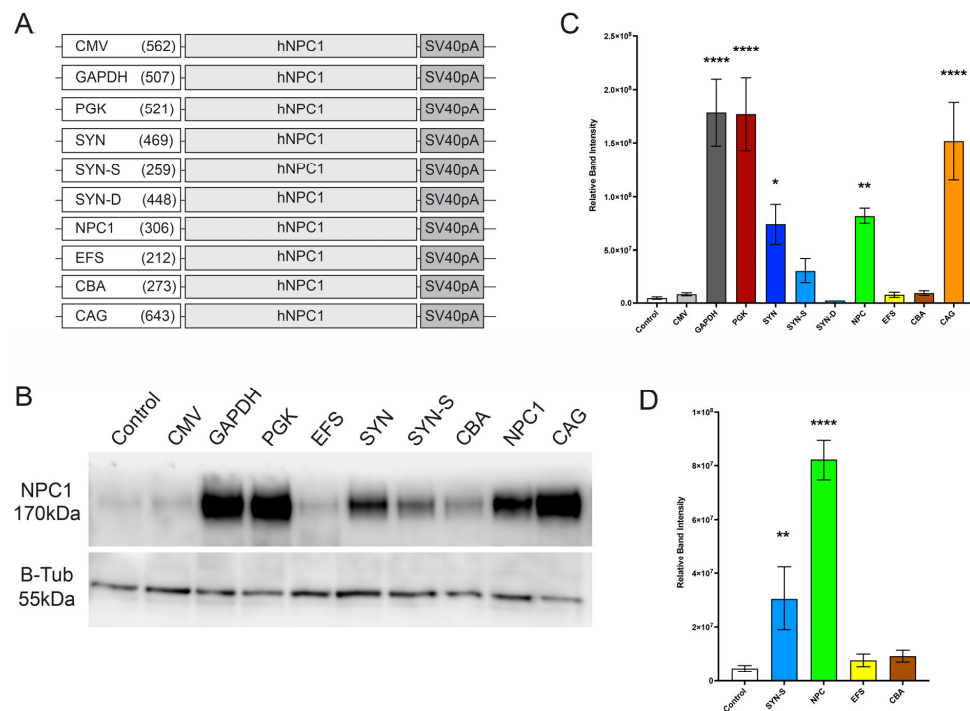 A
CMV (562) hNPC1 SV40pA
GAPDH (507) hNPC1 SV40pA
PGK (521) hNPC1 SV40pA
SYN (469) hNPC1 SV40pA
SYN-S (259) hNPC1 SV40pA
SYN-D (448) hNPC1 SV40pA
NPC1 (306) hNPC1 SV40pA
EFS (212) hNPC1 SV40pA
CBA (273) hNPC1 SV40pA
CAG (643) hNPC1 SV40pA
B
Control CMV GAPDH PGK EFS SYN SYN-S CBA NPC1 CAG
NPC1
170kDa
B-Tub
55kDa
C
Relative Band Intensity
2.5×10⁸
2.0×10⁸
1.5×10⁸
1.0×10⁸
5.0×10⁷
0.0
**** **** * ** ****
Control CMV GAPDH PGK SYN SYN-S SYN-D NPC EFS CBA CAG
D
Relative Band Intensity
1×10⁸
8×10⁷
6×10⁷
4×10⁷
2×10⁷
0
** ****
Control SYN-S NPC EFS CBA